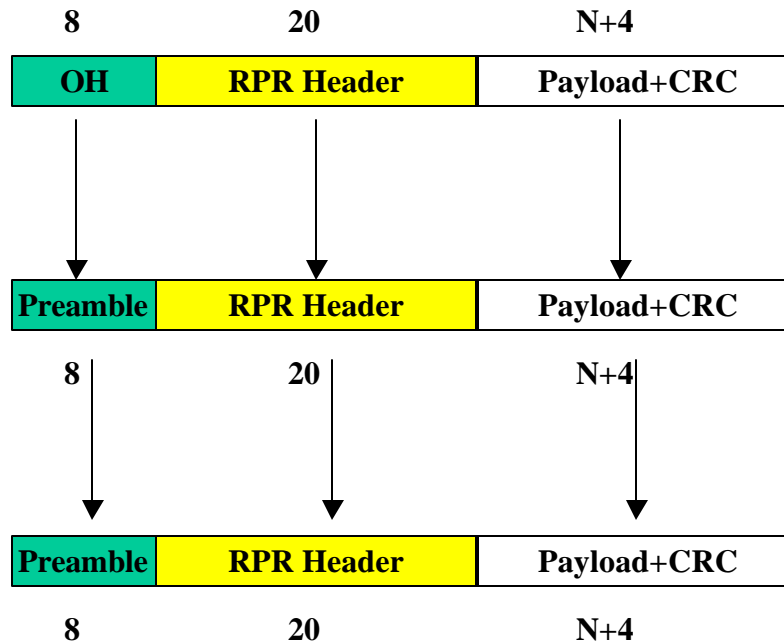 8 20 N+4
OH RPR Header Payload+CRC
Preamble RPR Header Payload+CRC
8 20 N+4
Preamble RPR Header Payload+CRC
8 20 N+4